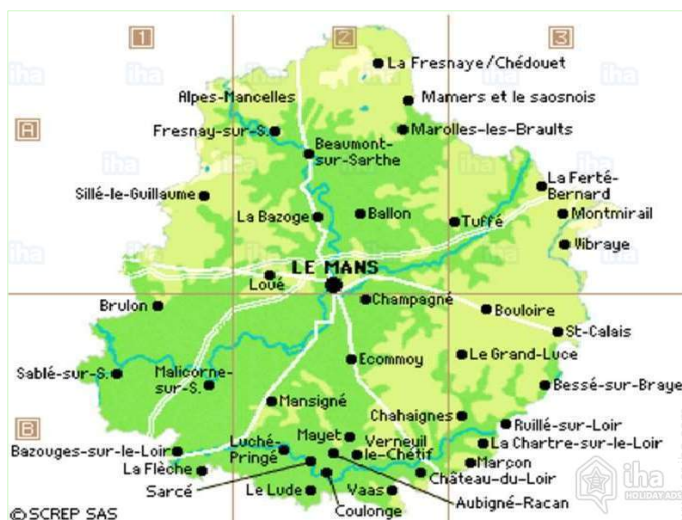 1
2
3
La Fresnaye/Chédouet
Alpes-Mancelles
Mamers et le saosnois
A
Fresnay-sur-S.
Marolles-les-Braults
Beaumont-
sur-Sarthe
La Ferté-
Bernard
Sillé-le-Guillaume
La Bazoge
Ballon
Tuffé
Montmirail
Vibraye
LE MANS
Loué
Champagné
Brulon
Bouloire
St-Calais
Ecommoy
Le Grand-Luce
Sablé-sur-S.
Malicorne-
sur-S.
Bessé-sur-Braye
Mansigné
Chahaignes
Ruillé-sur-Loir
B
Mayet
Verneuil
le-Chétif
La Chartre-sur-le-Loir
Bazouges-sur-le-Loir
Luché-
Pringé
Marçon
La Flèche
Château-du-Loir
Sarcé
Le Lude
Vaas
Aubigné-Racan
Coulonge
©SCREP SAS
iha
HOLIDAY ADS